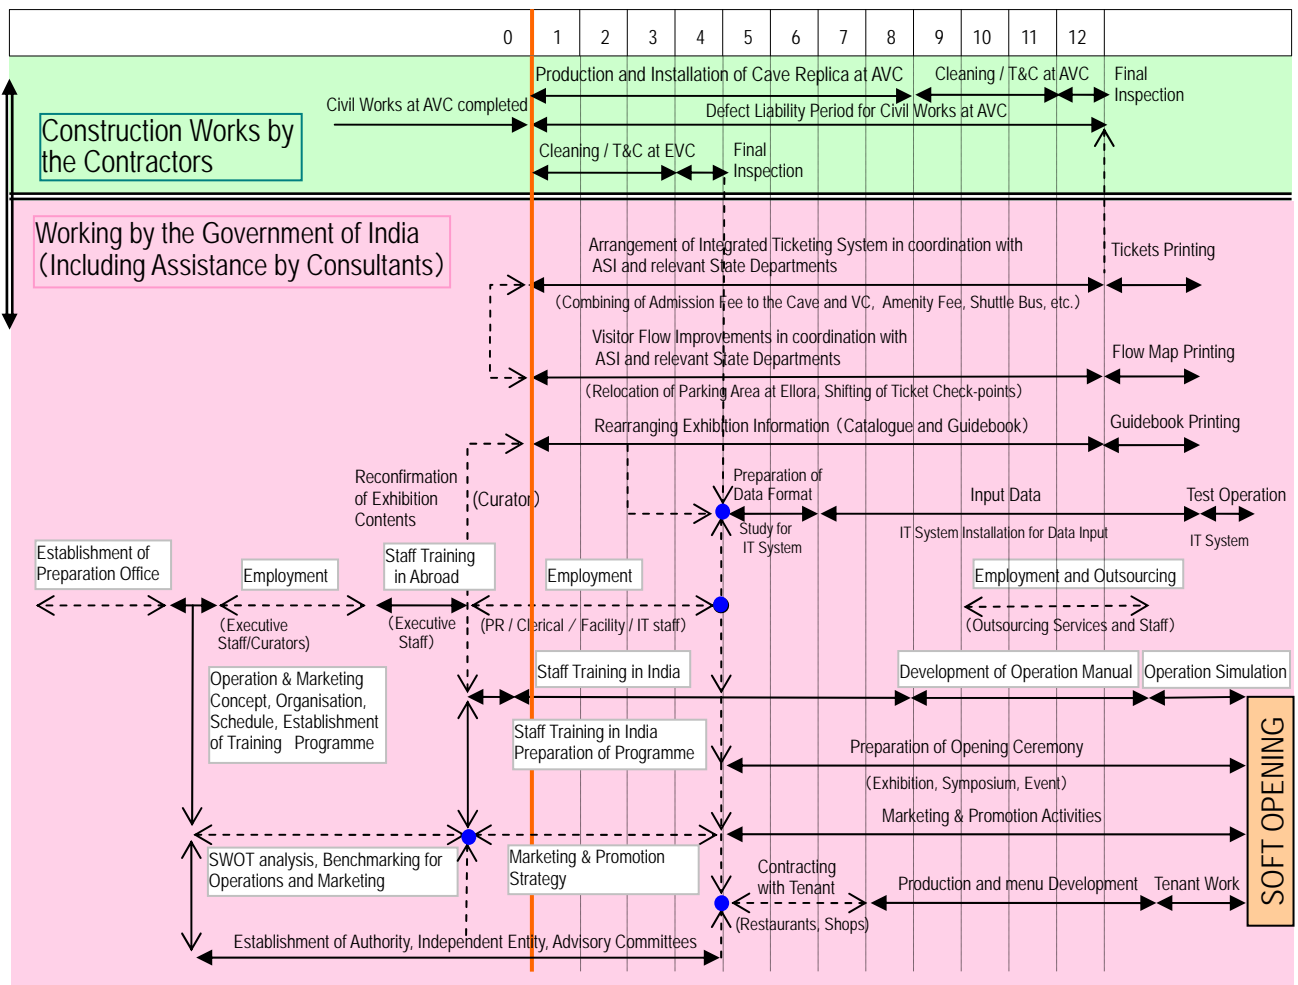 0 1 2 3 4 5 6 7 8 9 10 11 12
Production and Installation of Cave Replica at AVC
Cleaning / T&C at AVC
Final
Inspection
Civil Works at AVC completed
Defect Liability Period for Civil Works at AVC
Construction Works by
the Contractors
Cleaning / T&C at EVC
Final
Inspection
Working by the Government of India
(Including Assistance by Consultants)
Arrangement of Integrated Ticketing System in coordination with
ASI and relevant State Departments
Tickets Printing
(Combining of Admission Fee to the Cave and VC, Amenity Fee, Shuttle Bus, etc.)
Visitor Flow Improvements in coordination with
ASI and relevant State Departments
Flow Map Printing
(Relocation of Parking Area at Ellora, Shifting of Ticket Check-points)
Rearranging Exhibition Information (Catalogue and Guidebook)
Guidebook Printing
Reconfirmation
of Exhibition
Contents
(Curator)
Preparation of
Data Format
Input Data
Test Operation
Study for
IT System
IT System Installation for Data Input
IT System
Establishment of
Preparation Office
Employment
Staff Training
in Abroad
Employment
Employment and Outsourcing
(Executive
Staff/Curators)
(Executive
Staff)
(PR / Clerical / Facility / IT staff)
(Outsourcing Services and Staff)
Operation & Marketing
Concept, Organisation,
Schedule, Establishment
of Training Programme
Staff Training in India
Development of Operation Manual
Operation Simulation
Staff Training in India
Preparation of Programme
Preparation of Opening Ceremony
(Exhibition, Symposium, Event)
Marketing & Promotion Activities
SOFT OPENING
SWOT analysis, Benchmarking for
Operations and Marketing
Marketing & Promotion
Strategy
Contracting
with Tenant
Production and menu Development
Tenant Work
(Restaurants, Shops)
Establishment of Authority, Independent Entity, Advisory Committees